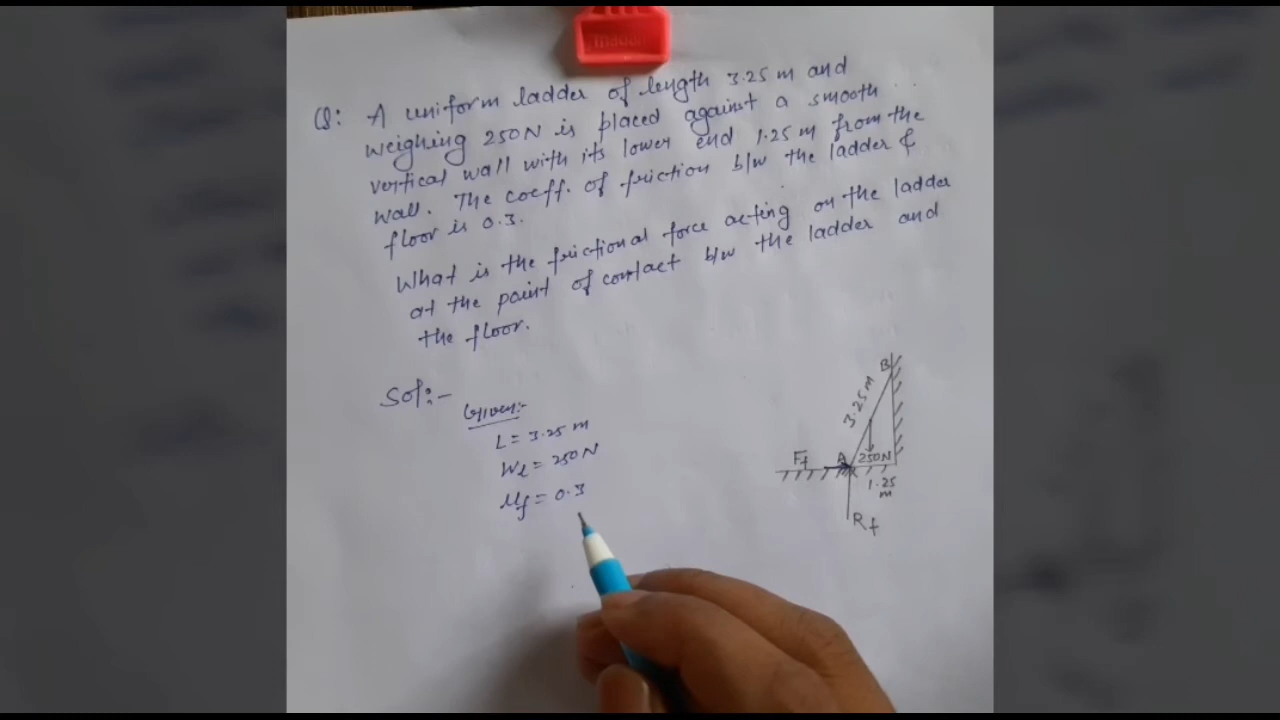 Q: A uniform ladder of length 3.25 m and
weighing 250N is placed against a smooth
vertical wall with its lower end 1.25 m from the
wall. The coeff. of friction b/w the ladder &
floor is 0.3.
What is the frictional force acting on the ladder
at the point of contact b/w the ladder and
the floor.
Sol:-
Given:-
L = 3.25 m
Wl = 250N
μf = 0.3
B
3.25 m
Ff A 250N
1.25
m
Rf